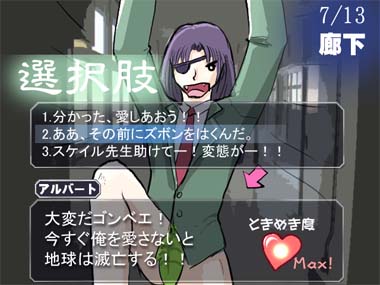 7/13
廊下
選択肢
1.分かった、愛しあおう！！
2.ああ、その前にズボンをはくんだ。
3.スケイル先生助けてー！変態がー！！
アルバート
大変だゴンベエ！
今すぐ俺を愛さないと
地球は滅亡する！！
ときめき度
Max!